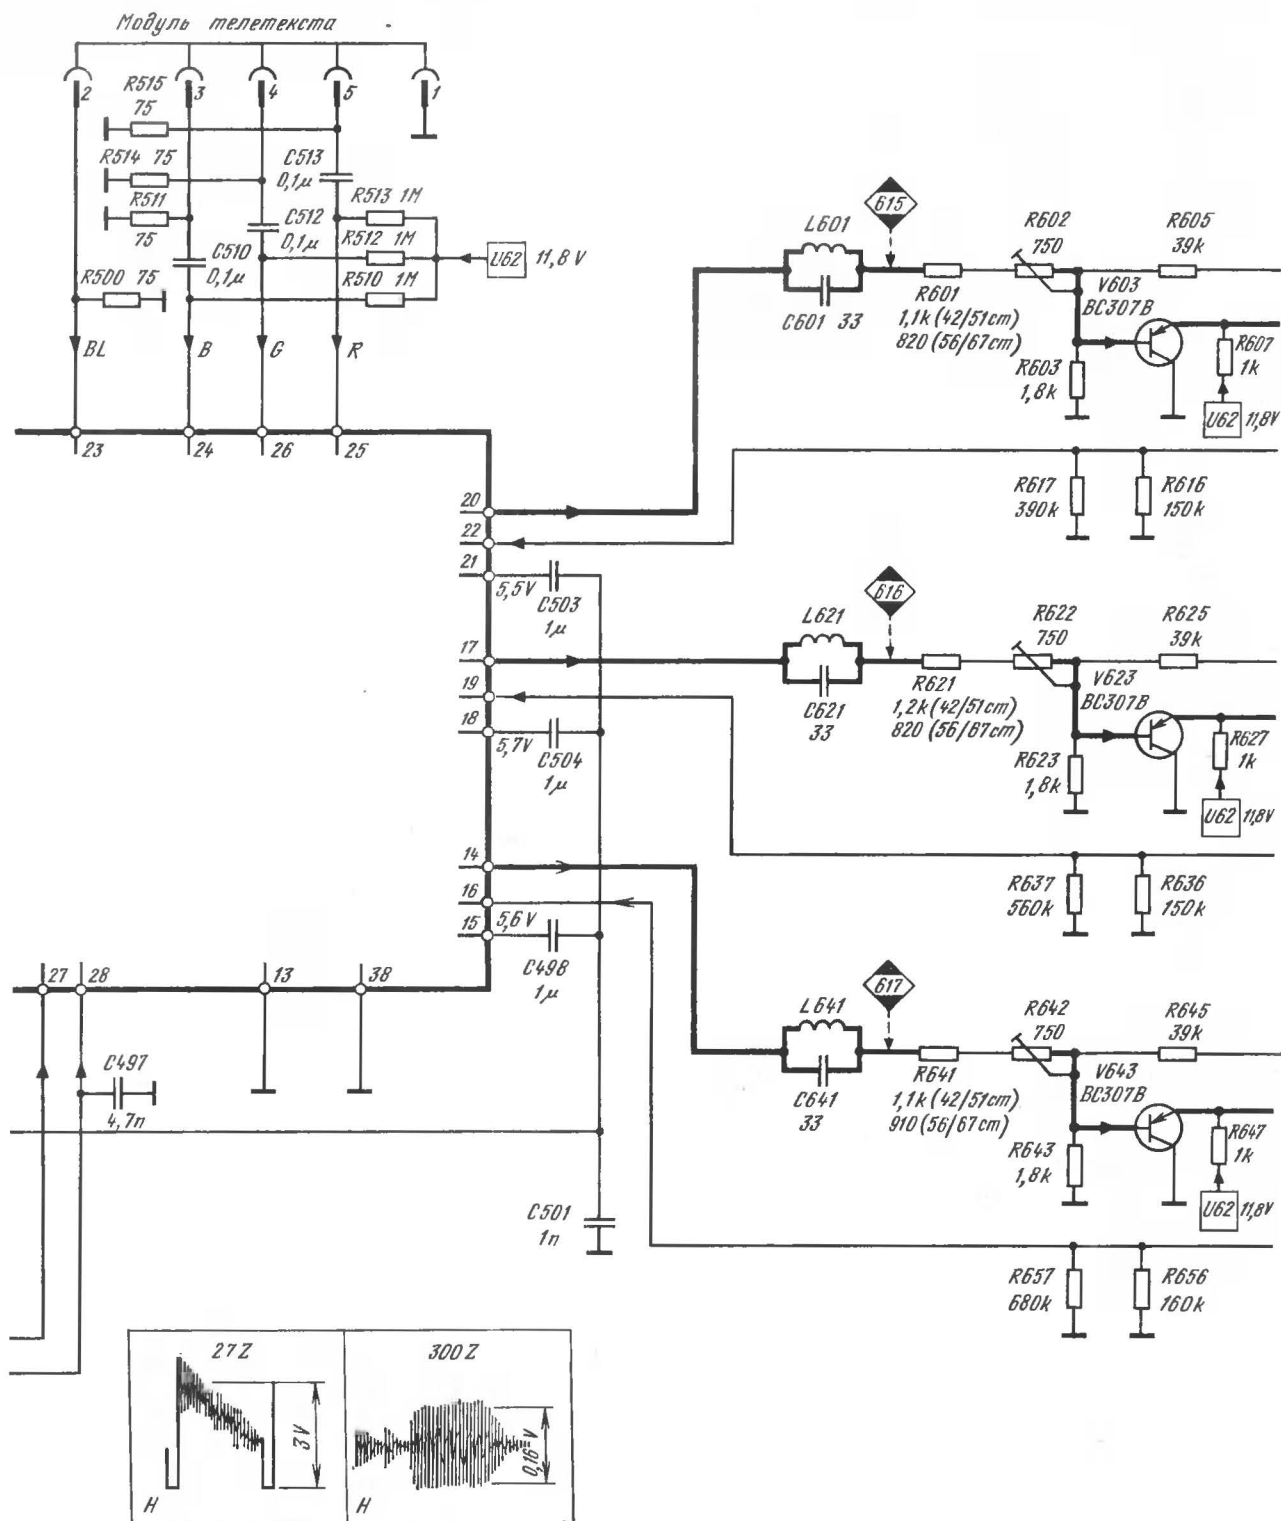 Модуль телетекста
2
R515
75
3
4
5
1
R514 75
R511
75
C513
0,1μ
R513 1M
C512
0,1μ
R512 1M
C510
0,1μ
R510 1M
U62
11,8 V
R500 75
BL
B
G
R
23
24
26
25
20
22
21
5,5V
C503
1μ
17
19
18
5,7V
C504
1μ
14
16
15
5,6 V
C498
1μ
27
28
13
38
C497
4,7n
C501
1n
615
L601
C601 33
R601
1,1k (42/51cm)
820 (56/67cm)
R602
750
R605
39k
V603
BC307B
R603
1,8k
R607
1k
U62
11,8V
R617
390k
R616
150k
616
L621
C621
33
R621
1,2k (42/51cm)
820 (56/67cm)
R622
750
R625
39k
V623
BC307B
R623
1,8k
R627
1k
U62
11,8V
R637
560k
R636
150k
617
L641
C641
33
R641
1,1k (42/51cm)
910 (56/67cm)
R642
750
R645
39k
V643
BC307B
R643
1,8k
R647
1k
U62
11,8V
R657
680k
R656
160k
27Z
3V
H
300Z
0,16 V
H